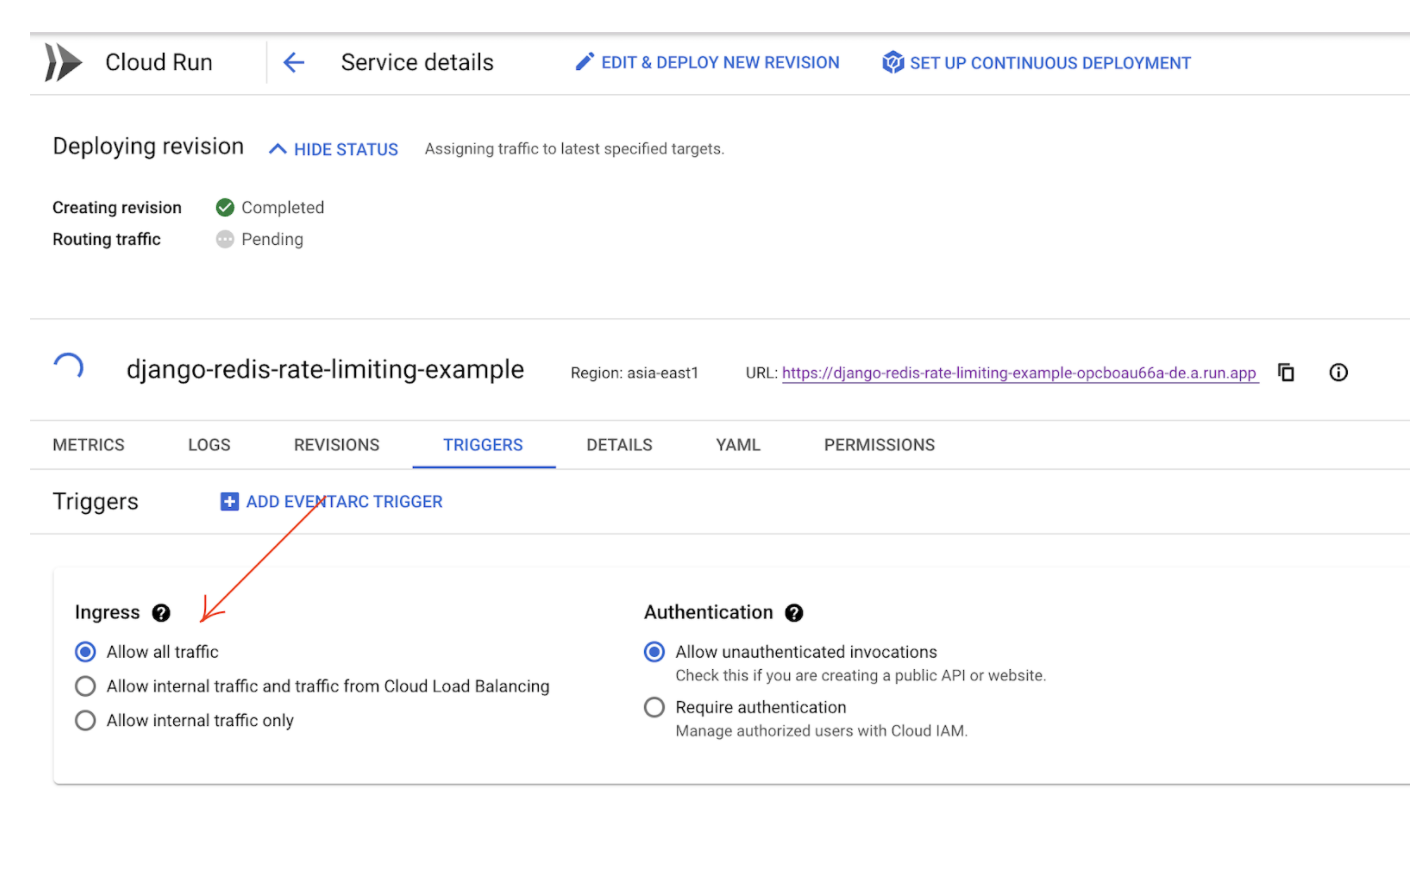 Cloud Run Service details EDIT & DEPLOY NEW REVISION SET UP CONTINUOUS DEPLOYMENT
Deploying revision HIDE STATUS Assigning traffic to latest specified targets.
Creating revision Completed
Routing traffic Pending
django-redis-rate-limiting-example Region: asia-east1 URL: https://django-redis-rate-limiting-example-opcboau66a-de.a.run.app
METRICS LOGS REVISIONS TRIGGERS DETAILS YAML PERMISSIONS
Triggers ADD EVENTARC TRIGGER
Ingress
Allow all traffic
Allow internal traffic and traffic from Cloud Load Balancing
Allow internal traffic only
Authentication
Allow unauthenticated invocations
Check this if you are creating a public API or website.
Require authentication
Manage authorized users with Cloud IAM.